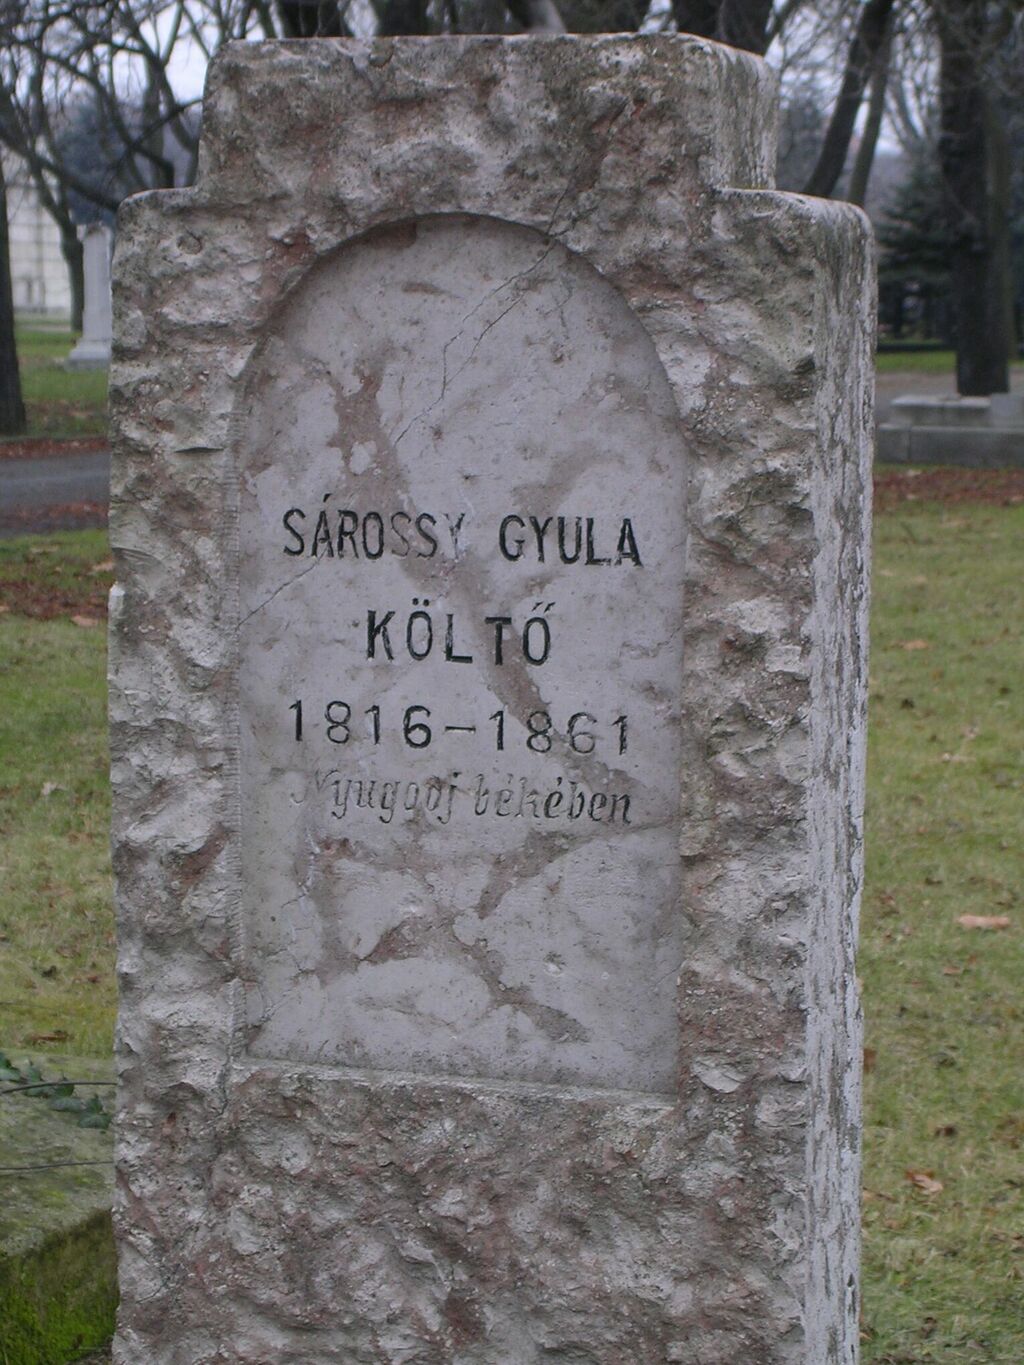 SÁROSSY GYULA
KÖLTŐ
1816-1861
Nyugodj békében